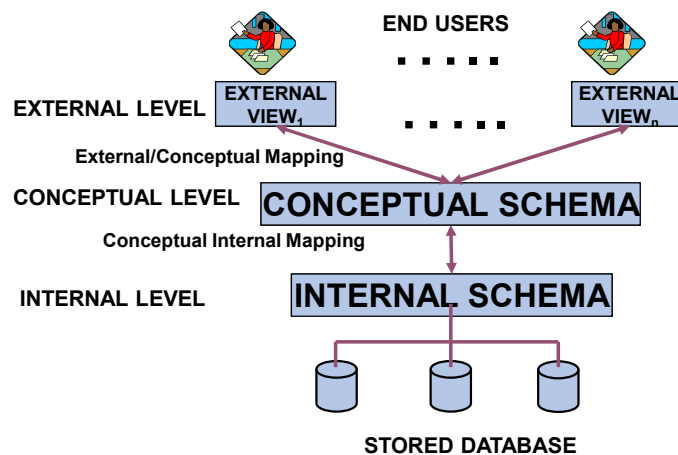 END USERS
EXTERNAL LEVEL
EXTERNAL
VIEW1
EXTERNAL
VIEWn
External/Conceptual Mapping
CONCEPTUAL LEVEL
CONCEPTUAL SCHEMA
Conceptual Internal Mapping
INTERNAL LEVEL
INTERNAL SCHEMA
STORED DATABASE